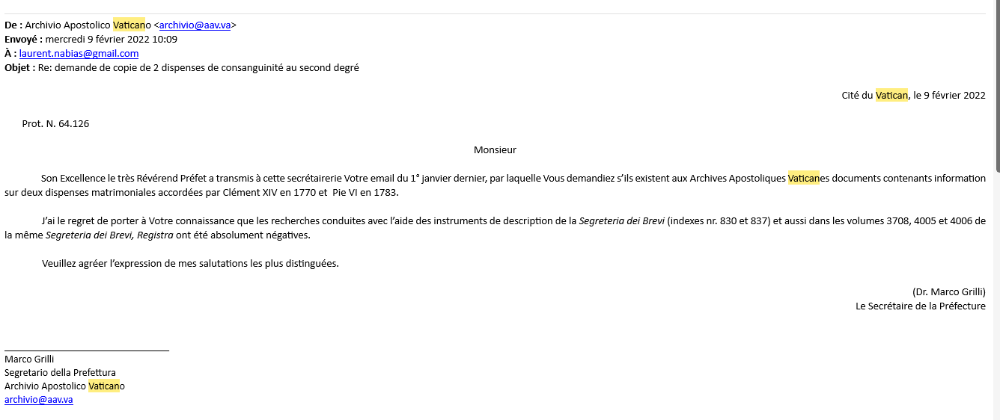 De : Archivio Apostolico Vaticano <archivio@aav.va>
Envoyé : mercredi 9 février 2022 10:09
À : laurent.nabias@gmail.com
Objet : Re: demande de copie de 2 dispenses de consanguinité au second degré
Cité du Vatican, le 9 février 2022
Prot. N. 64.126
Monsieur
Son Excellence le très Révérend Préfet a transmis à cette secrétairerie Votre email du 1° janvier dernier, par laquelle Vous demandiez s’ils existent aux Archives Apostoliques Vaticanes documents contenants information
sur deux dispenses matrimoniales accordées par Clément XIV en 1770 et  Pie VI en 1783.
J’ai le regret de porter à Votre connaissance que les recherches conduites avec l’aide des instruments de description de la Segreteria dei Brevi (indexes nr. 830 et 837) et aussi dans les volumes 3708, 4005 et 4006 de
la même Segreteria dei Brevi, Registra ont été absolument négatives.
Veuillez agréer l’expression de mes salutations les plus distinguées.
(Dr. Marco Grilli)
Le Secrétaire de la Préfecture
Marco Grilli
Segretario della Prefettura
Archivio Apostolico Vaticano
archivio@aav.va